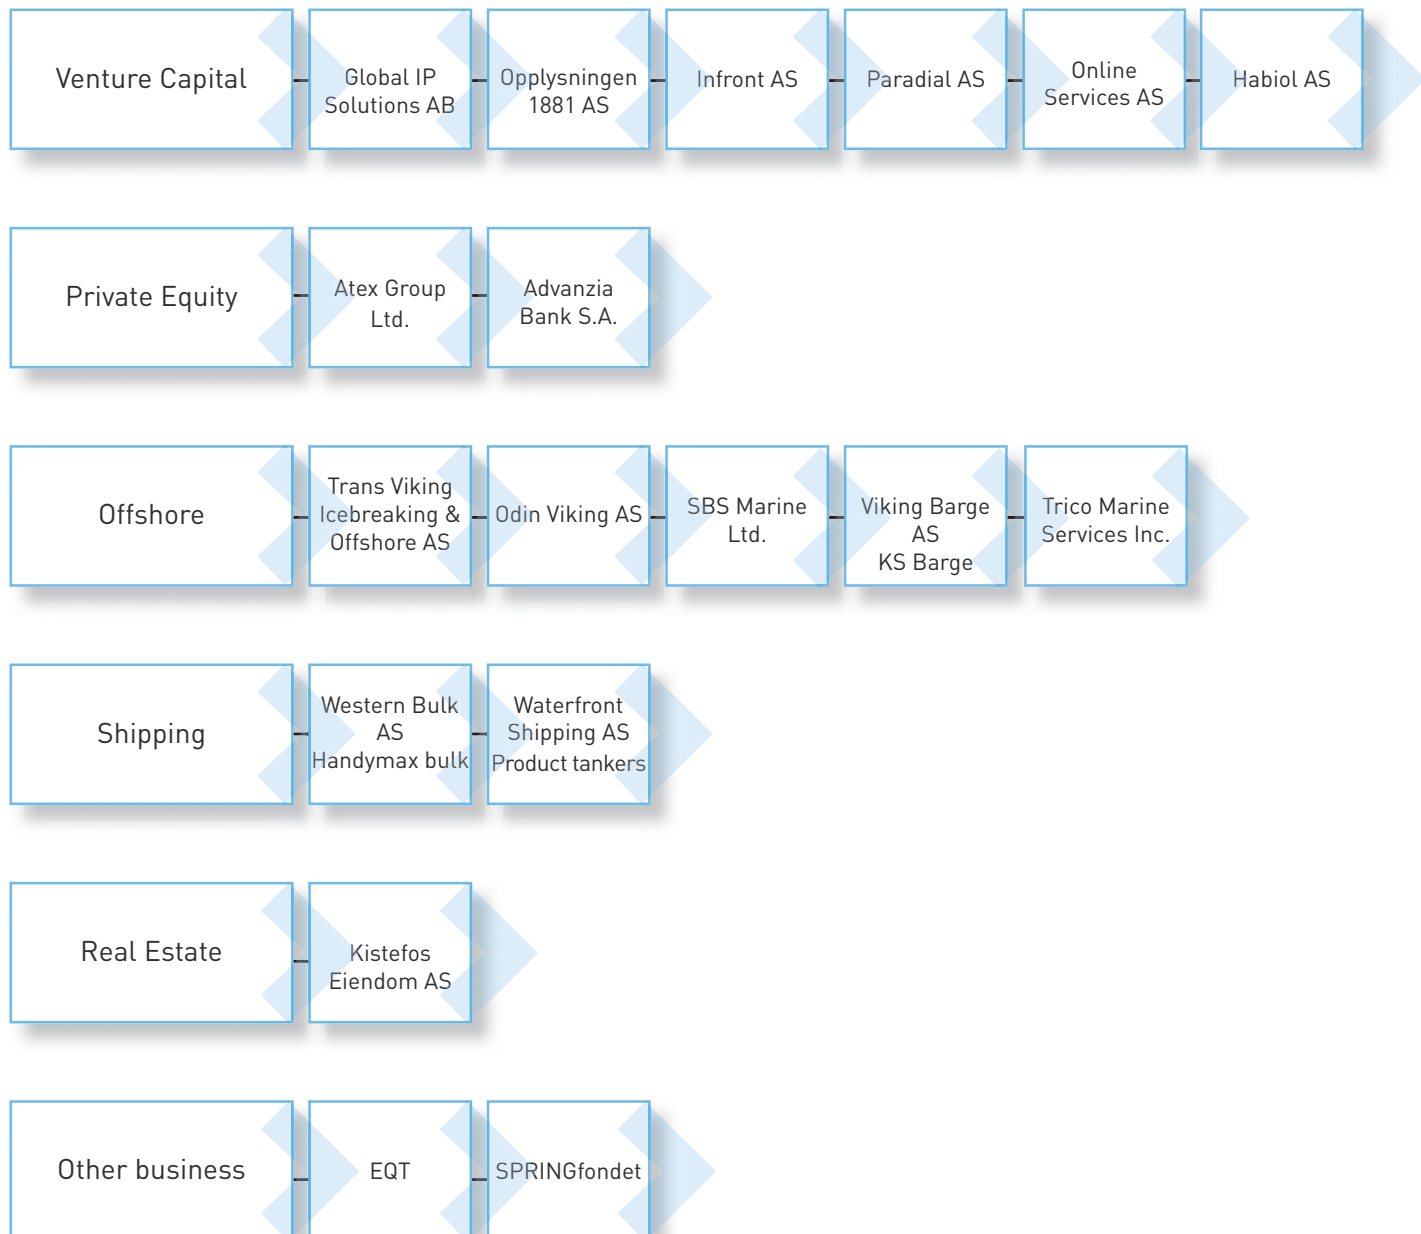 Venture Capital
Global IP
Solutions AB
Opplysningen
1881 AS
Infront AS
Paradial AS
Online
Services AS
Habiol AS
Private Equity
Atex Group
Ltd.
Advanzia
Bank S.A.
Offshore
Trans Viking
Icebreaking &
Offshore AS
Odin Viking AS
SBS Marine
Ltd.
Viking Barge
AS
KS Barge
Trico Marine
Services Inc.
Shipping
Western Bulk
AS
Handymax bulk
Waterfront
Shipping AS
Product tankers
Real Estate
Kistefos
Eiendom AS
Other business
EQT
SPRINGfondet